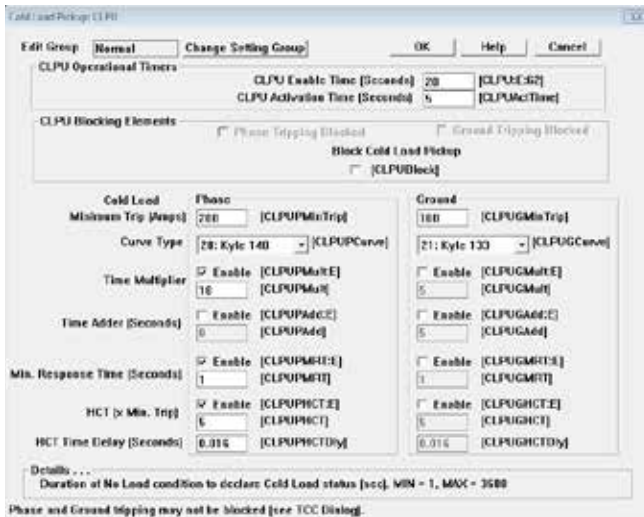 Cold Load Pickup: CLPU
Edit Group Normal Change Setting Group OK Help Cancel
CLPU Operational Timers
CLPU Enable Time (Seconds) 20 [CLPU:E:62]
CLPU Activation Time (Seconds) 5 [CLPUActTime]
CLPU Blocking Elements
Phase Tripping Blocked Ground Tripping Blocked
Block Cold Load Pickup
[CLPUBlock]
Cold Load Phase Ground
Minimum Trip (Amps) 200 [CLPUPMinTrip] 100 [CLPUGMinTrip]
Curve Type 28: Kyle 140 [CLPUPCurve] 21: Kyle 133 [CLPUGCurve]
Enable [CLPUPMult:E] Enable [CLPUGMult:E]
Time Multiplier 10 [CLPUPMult] 5 [CLPUGMult]
Enable [CLPUPAdd:E] Enable [CLPUGAdd:E]
Time Adder (Seconds) [CLPUPAdd] 5 [CLPUGAdd]
Enable [CLPUPMRT:E] Enable [CLPUGMRT:E]
Min. Response Time (Seconds) 1 [CLPUPMRT] 1 [CLPUGMRT]
Enable [CLPUPHCT:E] Enable [CLPUGHCT:E]
HCT (x Min. Trip) [CLPUPHCT] [CLPUGHCT]
HCT Time Delay (Seconds) 0.016 [CLPUPHCTDly] 0.016 [CLPUGHCTDly]
Details . . .
Duration of No Load condition to declare Cold Load status (sec), MIN = 1, MAX = 3600
Phase and Ground tripping may not be blocked (see TCC Dialog).